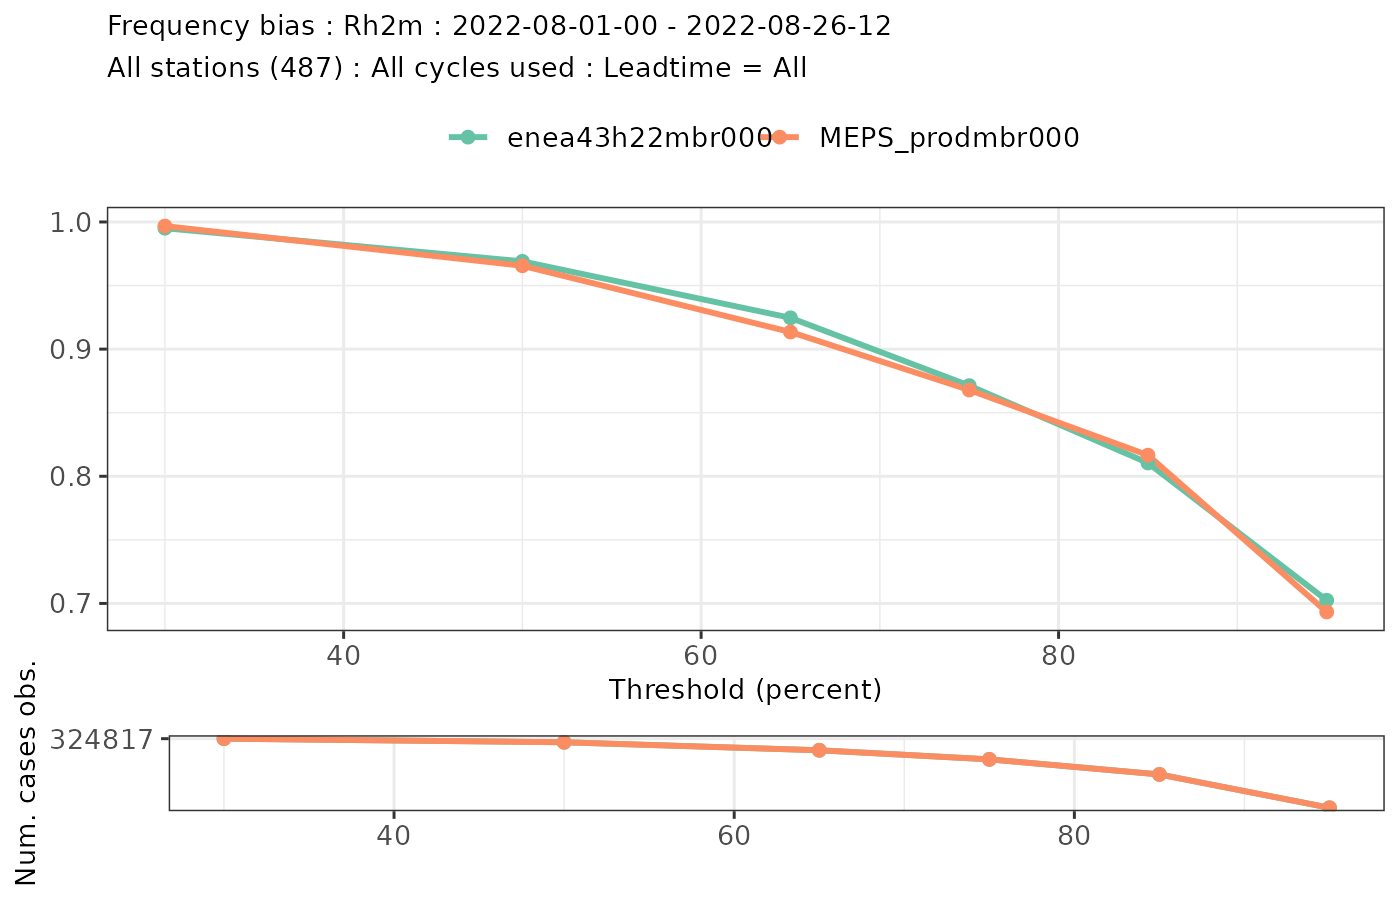 Frequency bias : Rh2m : 2022-08-01-00 - 2022-08-26-12
All stations (487) : All cycles used : Leadtime = All
enea43h22mbr000 MEPS_prodmbr000
1.0
0.9
0.8
0.7
40 60 80
Threshold (percent)
Num. cases obs.
324817
40 60 80